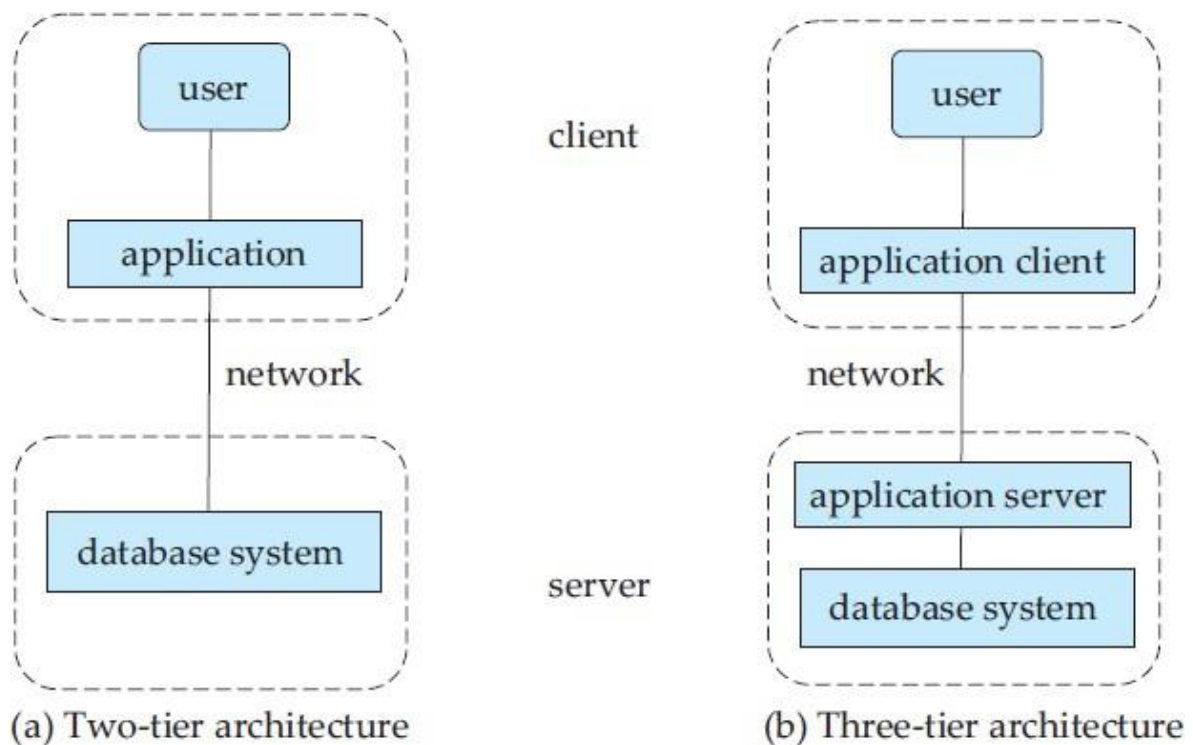 user
application
network
database system
(a) Two-tier architecture
client
server
user
application client
network
application server
database system
(b) Three-tier architecture